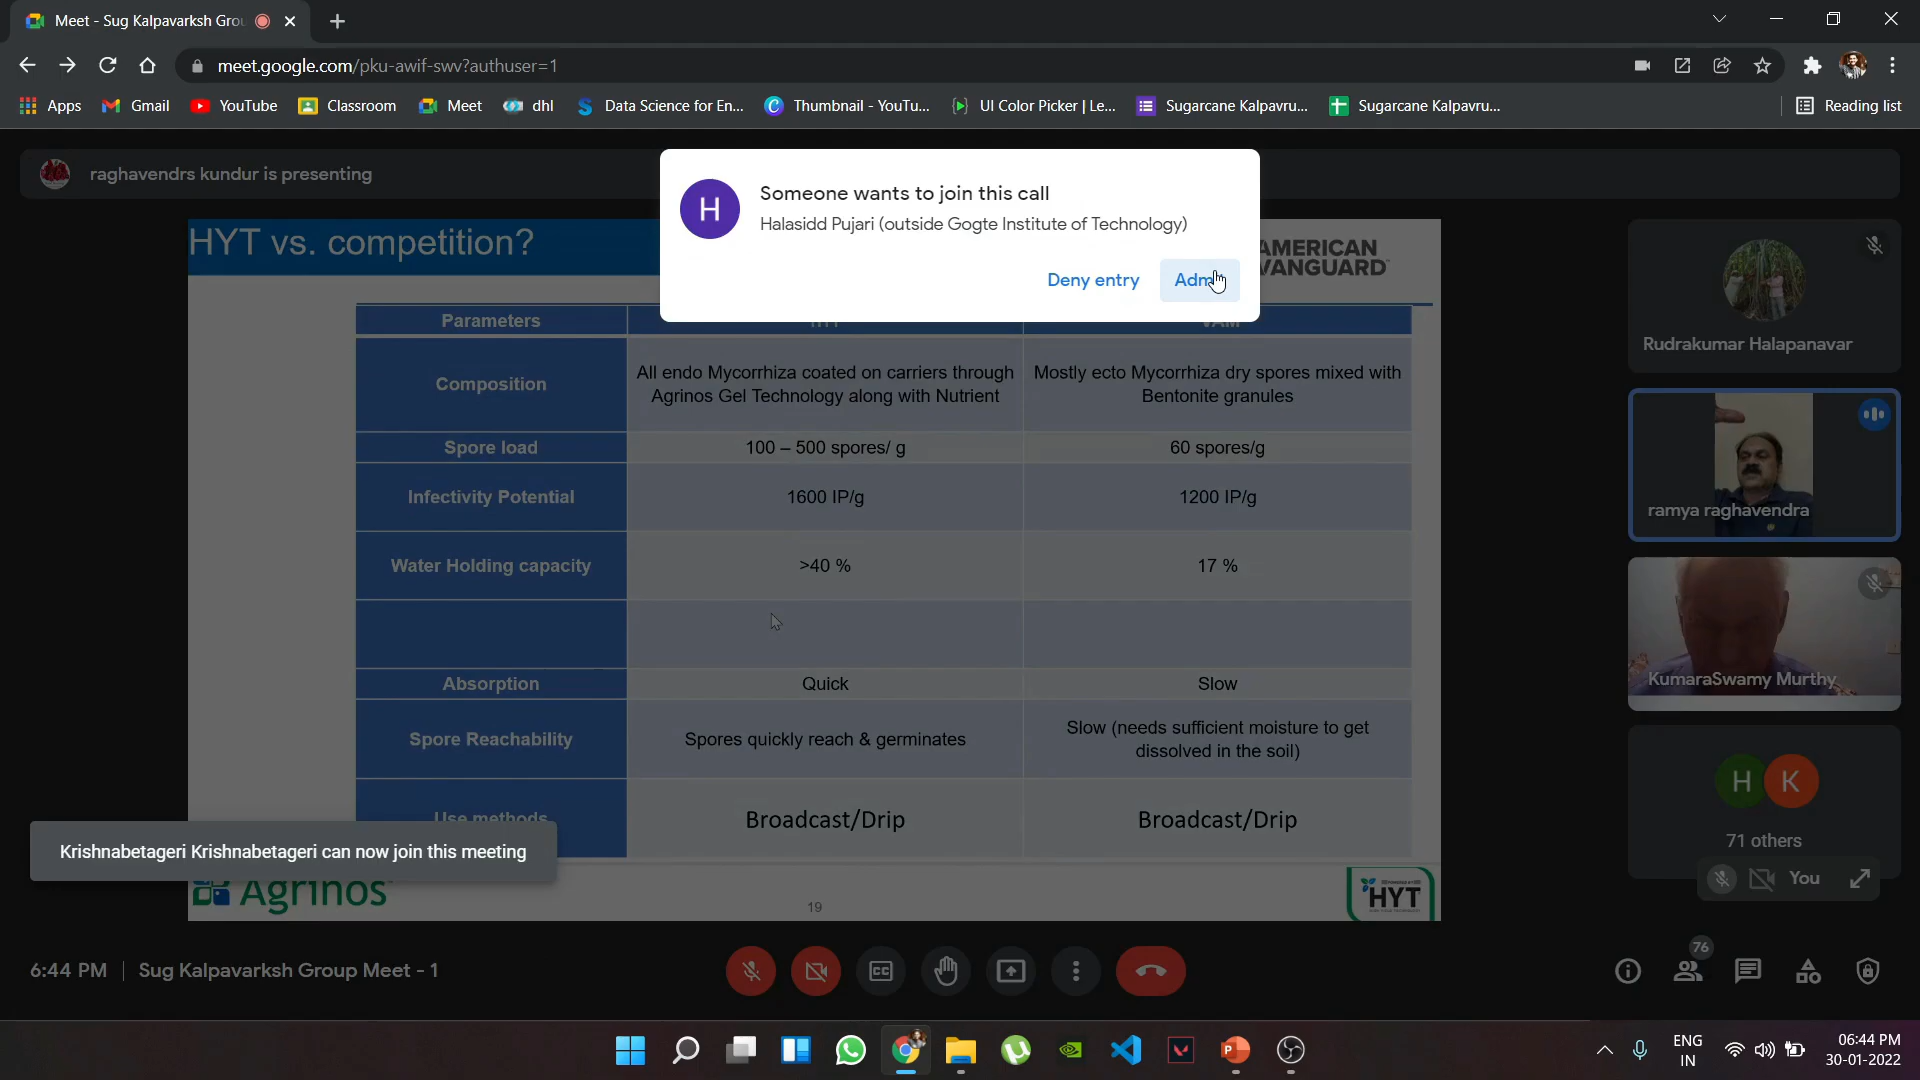 Meet - Sug Kalpavarksh Grou
meet.google.com/pku-awif-swv?authuser=1
Apps
Gmail
YouTube
Classroom
Meet
dhl
Data Science for En...
Thumbnail - YouTu...
UI Color Picker | Le...
Sugarcane Kalpavru...
Sugarcane Kalpavru...
Reading list
raghavendrs kundur is presenting
H
Someone wants to join this call
Halasidd Pujari (outside Gogte Institute of Technology)
Deny entry
HYT vs. competition?
AMERICAN
VANGUARD
Parameters
Composition
All endo Mycorrhiza coated on carriers through
Agrinos Gel Technology along with Nutrient
Mostly ecto Mycorrhiza dry spores mixed with
Bentonite granules
Spore load
100 – 500 spores/ g
60 spores/g
Infectivity Potential
1600 IP/g
1200 IP/g
Water Holding capacity
>40 %
17 %
Absorption
Quick
Slow
Spore Reachability
Spores quickly reach & germinates
Slow (needs sufficient moisture to get
dissolved in the soil)
Use methods
Broadcast/Drip
Broadcast/Drip
Krishnabetageri Krishnabetageri can now join this meeting
Agrinos
19
HYT
Rudrakumar Halapanavar
ramya raghavendra
KumaraSwamy Murthy
H
K
71 others
You
6:44 PM
Sug Kalpavarksh Group Meet - 1
CC
76
ENG
IN
06:44 PM
30-01-2022